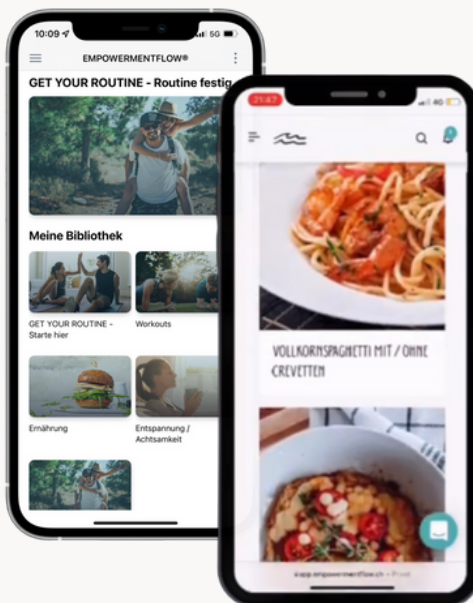 10:09
5G
EMPOWERMENTFLOW®
GET YOUR ROUTINE - Routine festig
Meine Bibliothek
GET YOUR ROUTINE -
Starte hier
Workouts
Ernährung
Entspannung /
Achtsamkeit
21:47
4G
VOLLKORNSPAGHETTI MIT / OHNE
CREVETTEN
app.empowermentflow.ch – Privat